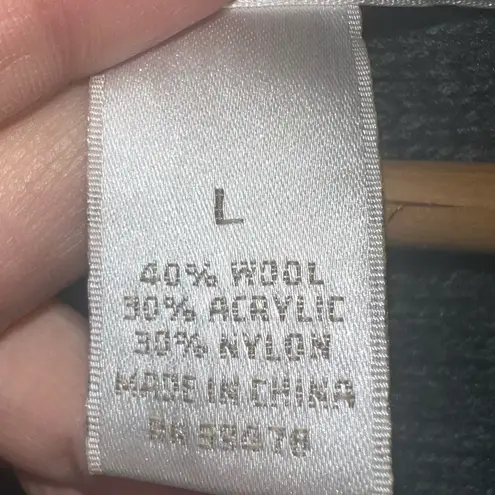 L
40% WOOL
30% ACRYLIC
30% NYLON
MADE IN CHINA